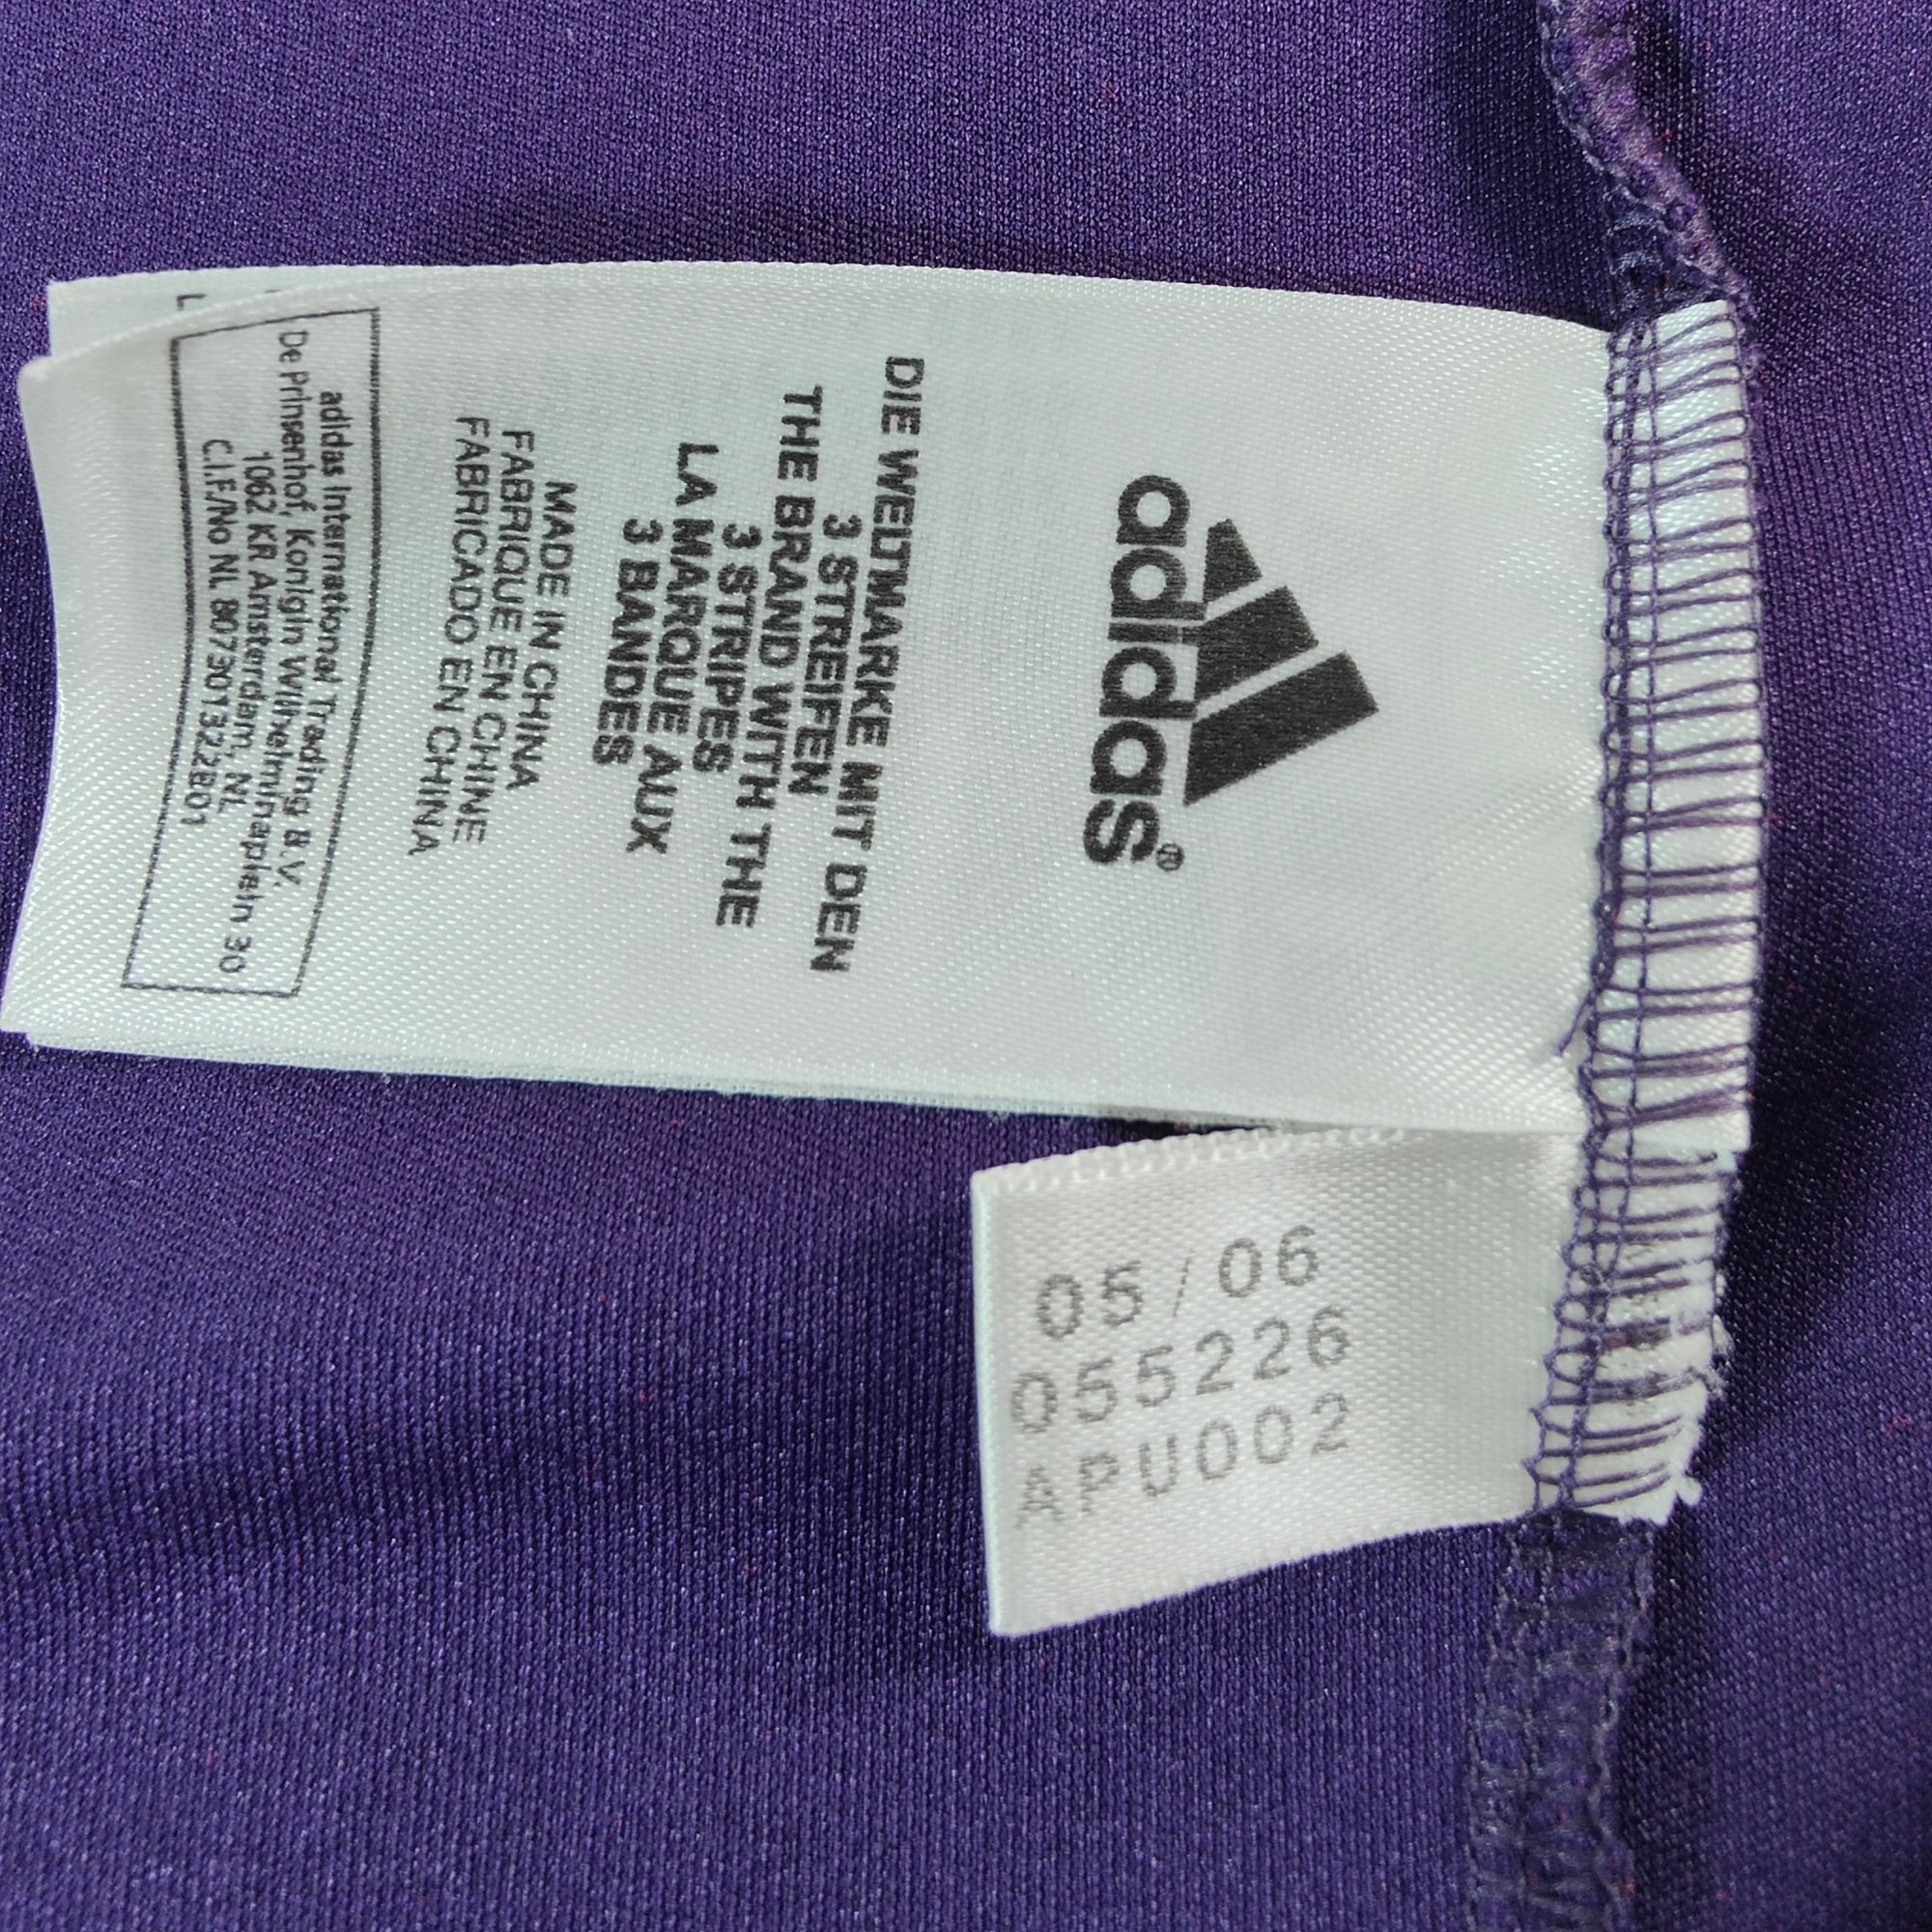 adidas®
DIE WELTMARKE MIT DEN
3 STREIFEN
THE BRAND WITH THE
3 STRIPES
LA MARQUE AUX
3 BANDES
MADE IN CHINA
FABRIQUE EN CHINE
FABRICADO EN CHINA
adidas International Trading B.V.
De Prinsenhof, Konigin Wilhelminaplein 30
1062 KR Amsterdam, NL
C.I.F./No NL 807301322B01
05/06
055226
APU002